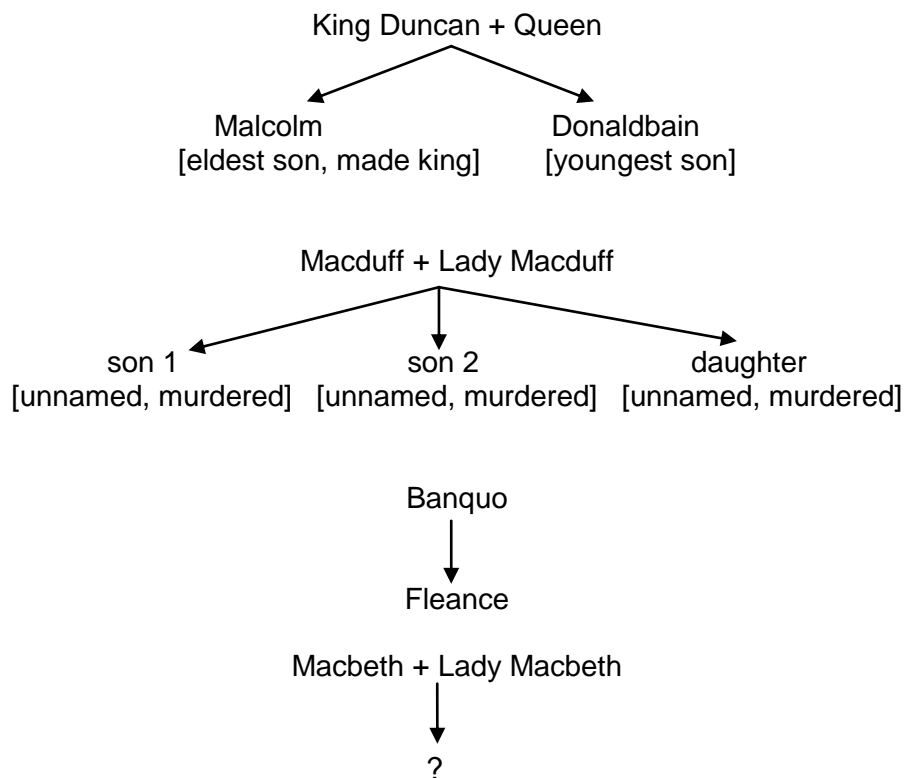 King Duncan + Queen
Malcolm Donaldbain
[eldest son, made king] [youngest son]
Macduff + Lady Macduff
son 1 son 2 daughter
[unnamed, murdered] [unnamed, murdered] [unnamed, murdered]
Banquo
Fleance
Macbeth + Lady Macbeth
?